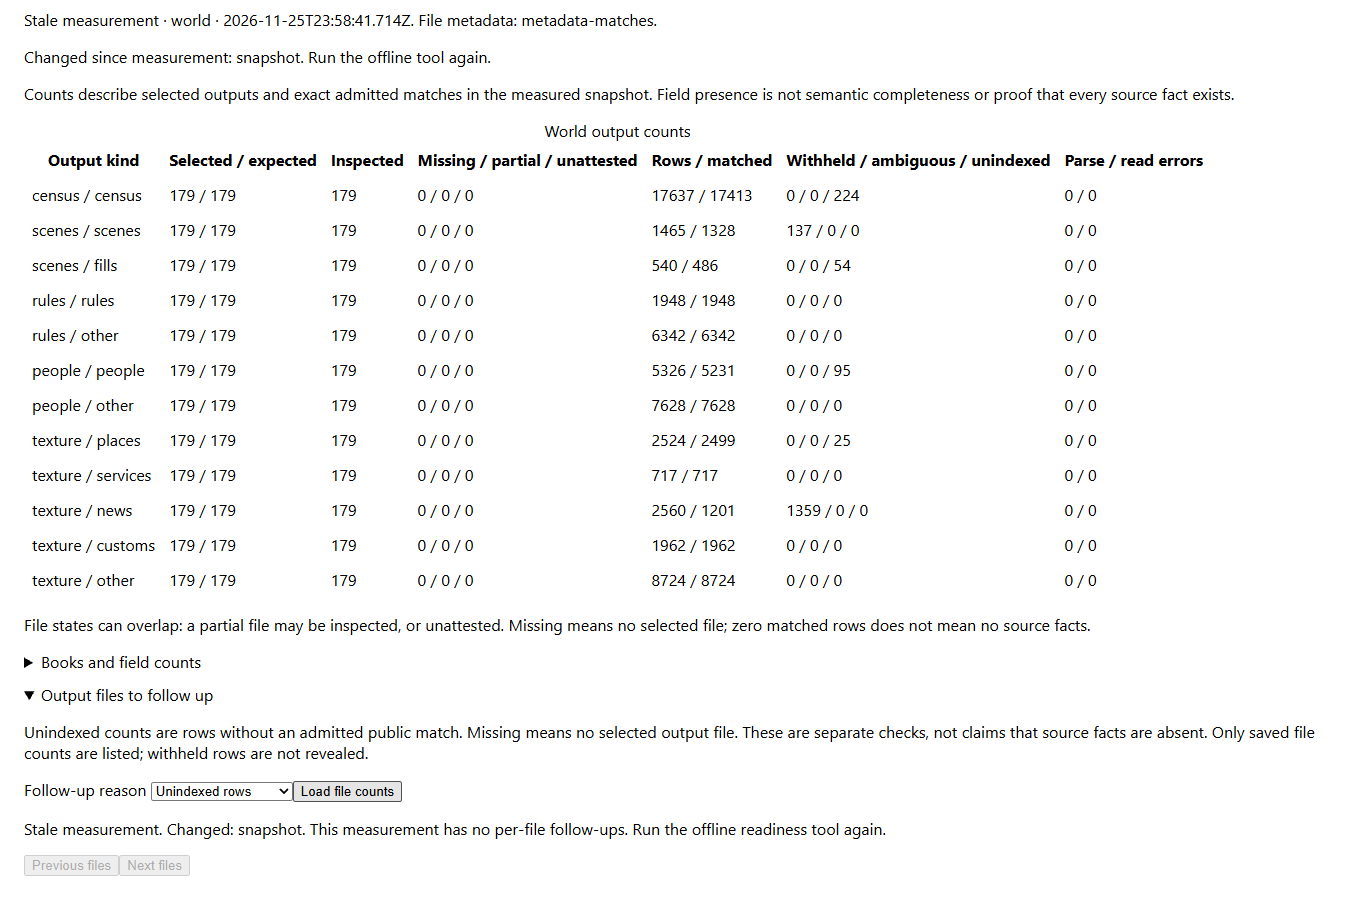 Stale measurement · world · 2026-11-25T23:58:41.714Z. File metadata: metadata-matches.
Changed since measurement: snapshot. Run the offline tool again.
Counts describe selected outputs and exact admitted matches in the measured snapshot. Field presence is not semantic completeness or proof that every source fact exists.
World output counts
Output kind Selected / expected Inspected Missing / partial / unattested Rows / matched Withheld / ambiguous / unindexed Parse / read errors
census / census 179 / 179 179 0 / 0 / 0 17637 / 17413 0 / 0 / 224 0 / 0
scenes / scenes 179 / 179 179 0 / 0 / 0 1465 / 1328 137 / 0 / 0 0 / 0
scenes / fills 179 / 179 179 0 / 0 / 0 540 / 486 0 / 0 / 54 0 / 0
rules / rules 179 / 179 179 0 / 0 / 0 1948 / 1948 0 / 0 / 0 0 / 0
rules / other 179 / 179 179 0 / 0 / 0 6342 / 6342 0 / 0 / 0 0 / 0
people / people 179 / 179 179 0 / 0 / 0 5326 / 5231 0 / 0 / 95 0 / 0
people / other 179 / 179 179 0 / 0 / 0 7628 / 7628 0 / 0 / 0 0 / 0
texture / places 179 / 179 179 0 / 0 / 0 2524 / 2499 0 / 0 / 25 0 / 0
texture / services 179 / 179 179 0 / 0 / 0 717 / 717 0 / 0 / 0 0 / 0
texture / news 179 / 179 179 0 / 0 / 0 2560 / 1201 1359 / 0 / 0 0 / 0
texture / customs 179 / 179 179 0 / 0 / 0 1962 / 1962 0 / 0 / 0 0 / 0
texture / other 179 / 179 179 0 / 0 / 0 8724 / 8724 0 / 0 / 0 0 / 0
File states can overlap: a partial file may be inspected, or unattested. Missing means no selected file; zero matched rows does not mean no source facts.
▶ Books and field counts
▼ Output files to follow up
Unindexed counts are rows without an admitted public match. Missing means no selected output file. These are separate checks, not claims that source facts are absent. Only saved file
counts are listed; withheld rows are not revealed.
Follow-up reason Unindexed rows Load file counts
Stale measurement. Changed: snapshot. This measurement has no per-file follow-ups. Run the offline readiness tool again.
Previous files Next files